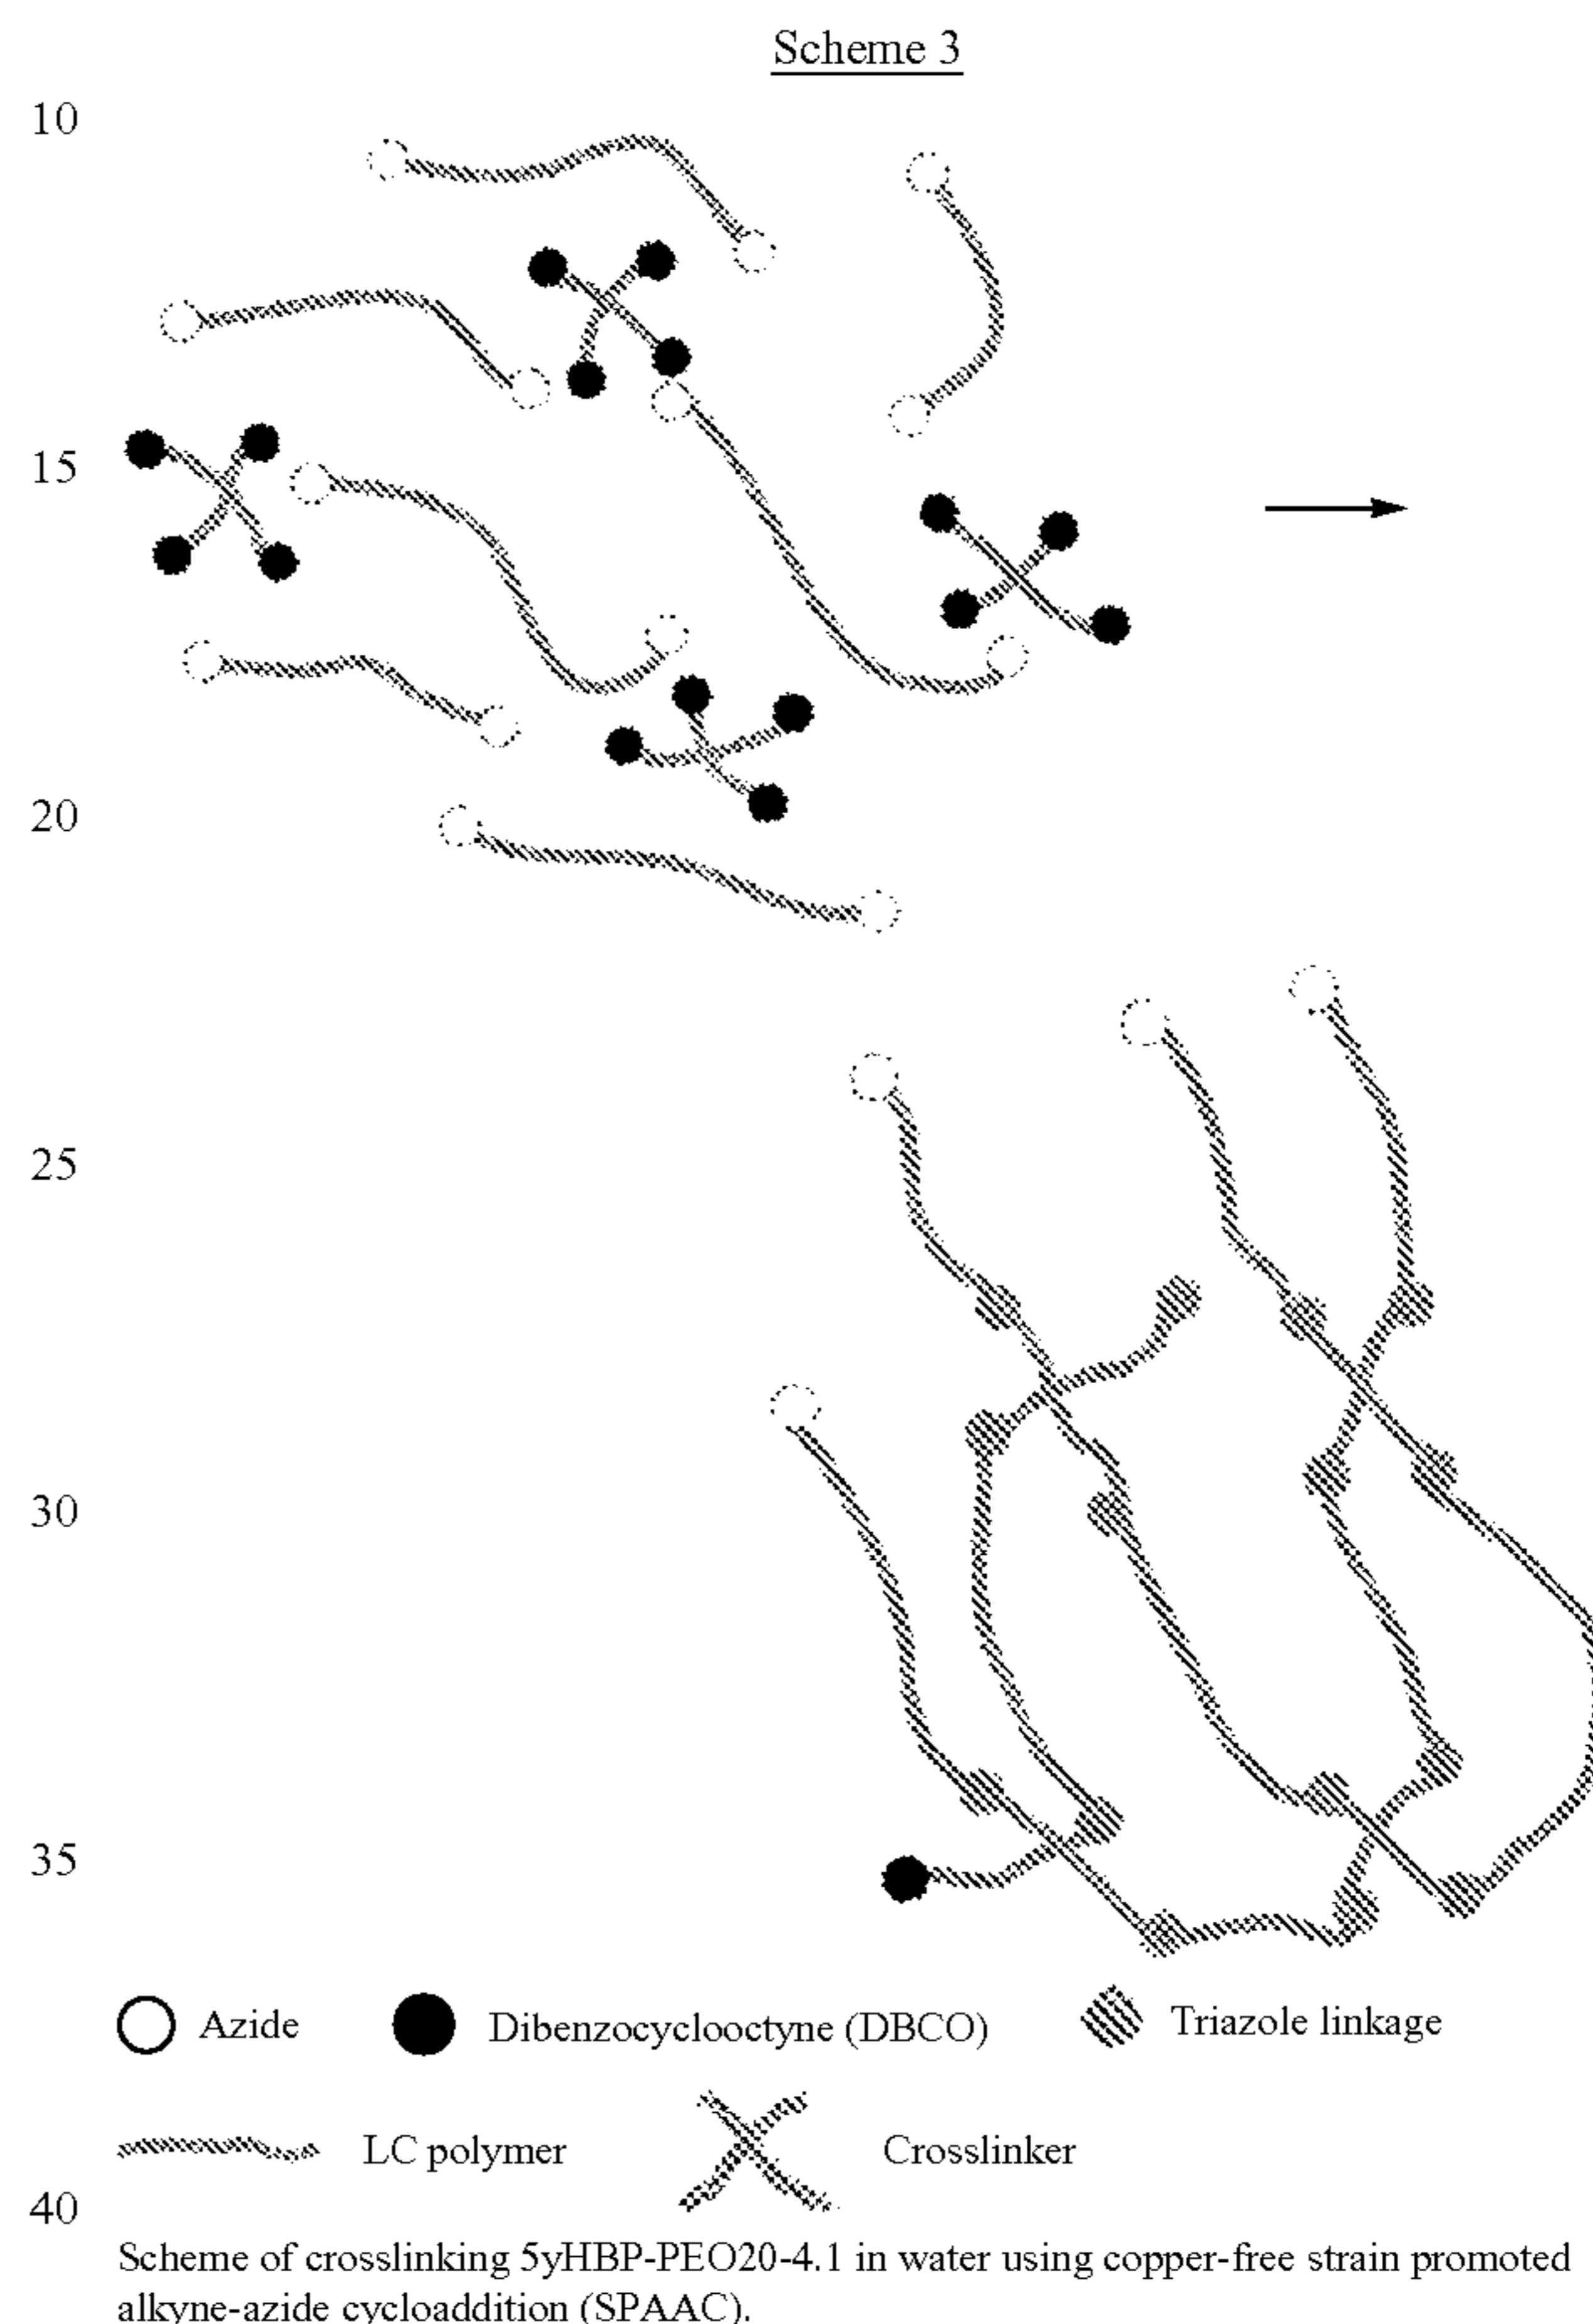 Scheme 3
10
15
20
25
30
35
Azide Dibenzocyclooctyne (DBCO) Triazole linkage
LC polymer Crosslinker
40
Scheme of crosslinking 5yHBP-PEO20-4.1 in water using copper-free strain promoted
alkyne-azide cycloaddition (SPAAC).